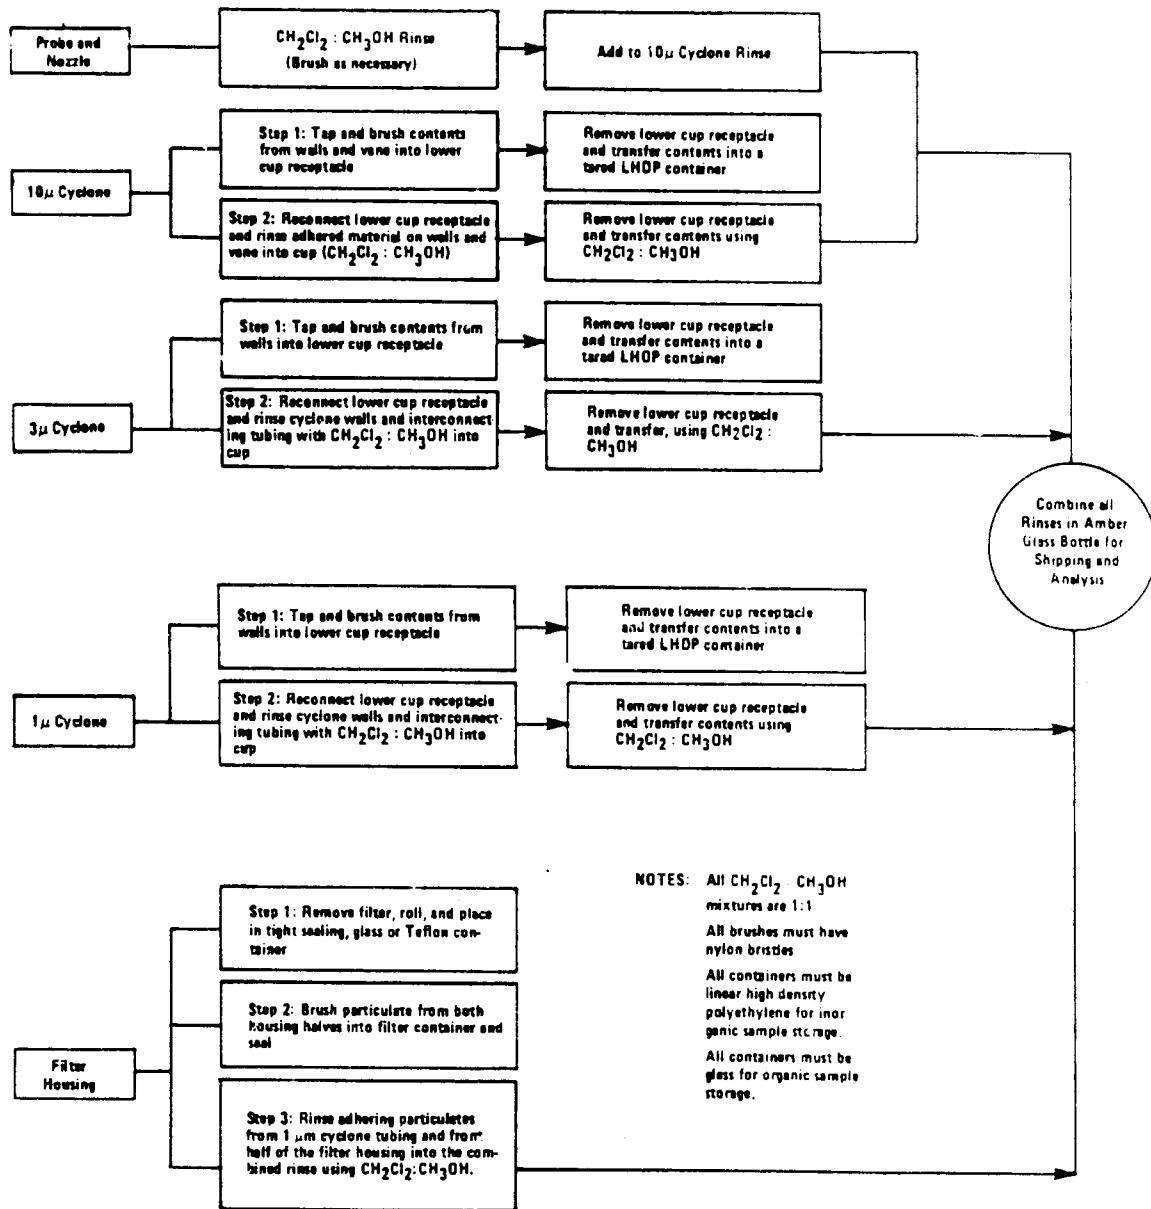 Probe and
Nozzle
CH2Cl2 : CH3OH Rinse
(Brush as necessary)
Add to 10μ Cyclone Rinse
10μ Cyclone
Step 1: Tap and brush contents
from walls and vane into lower
cup receptacle
Remove lower cup receptacle
and transfer contents into a
tared LHDP container
Step 2: Reconnect lower cup receptacle
and rinse adhered material on walls and
vane into cup (CH2Cl2 : CH3OH)
Remove lower cup receptacle
and transfer contents using
CH2Cl2 : CH3OH
3μ Cyclone
Step 1: Tap and brush contents from
walls into lower cup receptacle
Remove lower cup receptacle
and transfer contents into a
tared LHDP container
Step 2: Reconnect lower cup receptacle
and rinse cyclone walls and interconnect-
ing tubing with CH2Cl2 : CH3OH into
cup
Remove lower cup receptacle
and transfer, using CH2Cl2 :
CH3OH
Combine all
Rinses in Amber
Glass Bottle for
Shipping and
Analysis
1μ Cyclone
Step 1: Tap and brush contents from
walls into lower cup receptacle
Remove lower cup receptacle
and transfer contents into a
tared LHDP container
Step 2: Reconnect lower cup receptacle
and rinse cyclone walls and interconnect-
ing tubing with CH2Cl2 : CH3OH into
cup
Remove lower cup receptacle
and transfer contents using
CH2Cl2 : CH3OH
Filter
Housing
Step 1: Remove filter, roll, and place
in tight sealing, glass or Teflon con-
tainer
Step 2: Brush particulate from both
housing halves into filter container and
seal
Step 3: Rinse adhering particulates
from 1 μm cyclone tubing and front
half of the filter housing into the com-
bined rinse using CH2Cl2:CH3OH.
NOTES: All CH2Cl2 CH3OH
mixtures are 1:1
All brushes must have
nylon bristles
All containers must be
linear high density
polyethylene for inor
ganic sample storage.
All containers must be
glass for organic sample
storage.